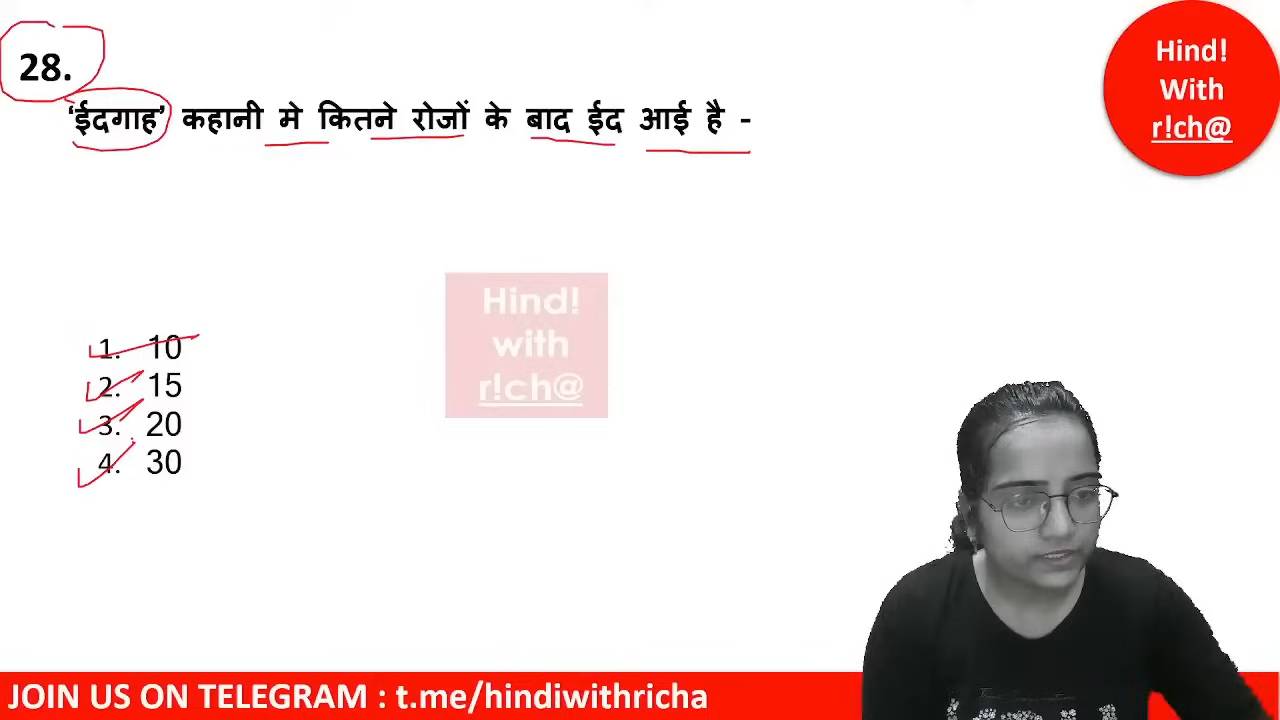 28.
‘ईदगाह’ कहानी मे कितने रोजों के बाद ईद आई है -
1. 10
2. 15
3. 20
4. 30
Hind!
With
r!ch@
Hind!
with
r!ch@
JOIN US ON TELEGRAM : t.me/hindiwithricha